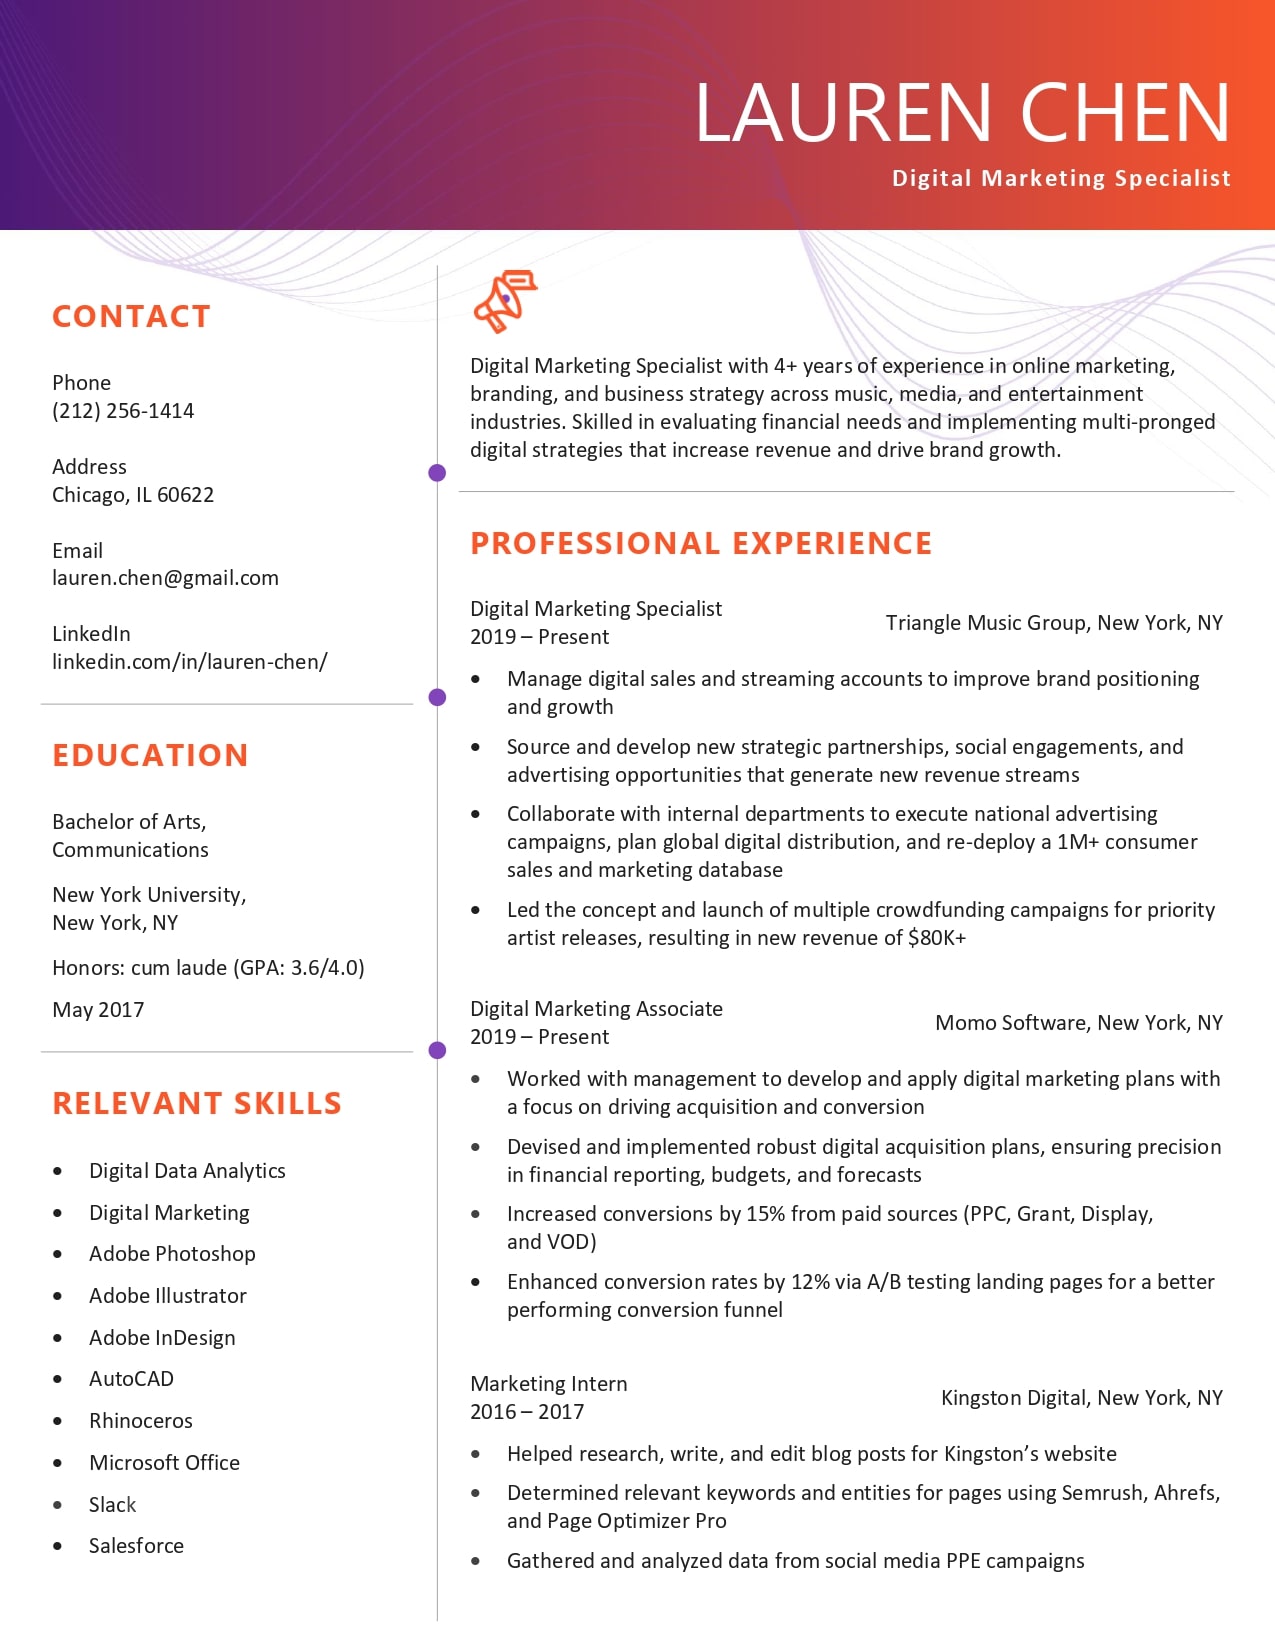 LAUREN CHEN
Digital Marketing Specialist
CONTACT
Phone
(212) 256-1414
Address
Chicago, IL 60622
Email
lauren.chen@gmail.com
LinkedIn
linkedin.com/in/lauren-chen/
EDUCATION
Bachelor of Arts,
Communications
New York University,
New York, NY
Honors: cum laude (GPA: 3.6/4.0)
May 2017
RELEVANT SKILLS
• Digital Data Analytics
• Digital Marketing
• Adobe Photoshop
• Adobe Illustrator
• Adobe InDesign
• AutoCAD
• Rhinoceros
• Microsoft Office
• Slack
• Salesforce
Digital Marketing Specialist with 4+ years of experience in online marketing,
branding, and business strategy across music, media, and entertainment
industries. Skilled in evaluating financial needs and implementing multi-pronged
digital strategies that increase revenue and drive brand growth.
PROFESSIONAL EXPERIENCE
Digital Marketing Specialist
2019 – Present
Triangle Music Group, New York, NY
• Manage digital sales and streaming accounts to improve brand positioning
and growth
• Source and develop new strategic partnerships, social engagements, and
advertising opportunities that generate new revenue streams
• Collaborate with internal departments to execute national advertising
campaigns, plan global digital distribution, and re-deploy a 1M+ consumer
sales and marketing database
• Led the concept and launch of multiple crowdfunding campaigns for priority
artist releases, resulting in new revenue of $80K+
Digital Marketing Associate
2019 – Present
Momo Software, New York, NY
• Worked with management to develop and apply digital marketing plans with
a focus on driving acquisition and conversion
• Devised and implemented robust digital acquisition plans, ensuring precision
in financial reporting, budgets, and forecasts
• Increased conversions by 15% from paid sources (PPC, Grant, Display,
and VOD)
• Enhanced conversion rates by 12% via A/B testing landing pages for a better
performing conversion funnel
Marketing Intern
2016 – 2017
Kingston Digital, New York, NY
• Helped research, write, and edit blog posts for Kingston’s website
• Determined relevant keywords and entities for pages using Semrush, Ahrefs,
and Page Optimizer Pro
• Gathered and analyzed data from social media PPE campaigns